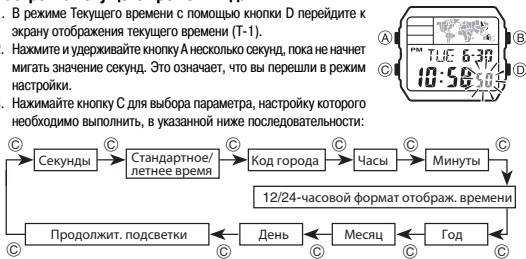 1. В режиме Текущего времени с помощью кнопки D перейдите к
экрану отображения текущего времени (T-1).
2. Нажмите и удерживайте кнопку A несколько секунд, пока не начнет
мигать значение секунд. Это означает, что вы перешли в режим
настройки.
3. Нажимайте кнопку C для выбора параметра, настройку которого
необходимо выполнить, в указанной ниже последовательности:
A B
PM TUE 6-30
C 10:58 50 D
C C C C C C
Секунды Стандартное/ летнее время Код города Часы Минуты
12/24-часовой формат отображ. времени
Продолжит. подсветки День Месяц Год
C C C C C